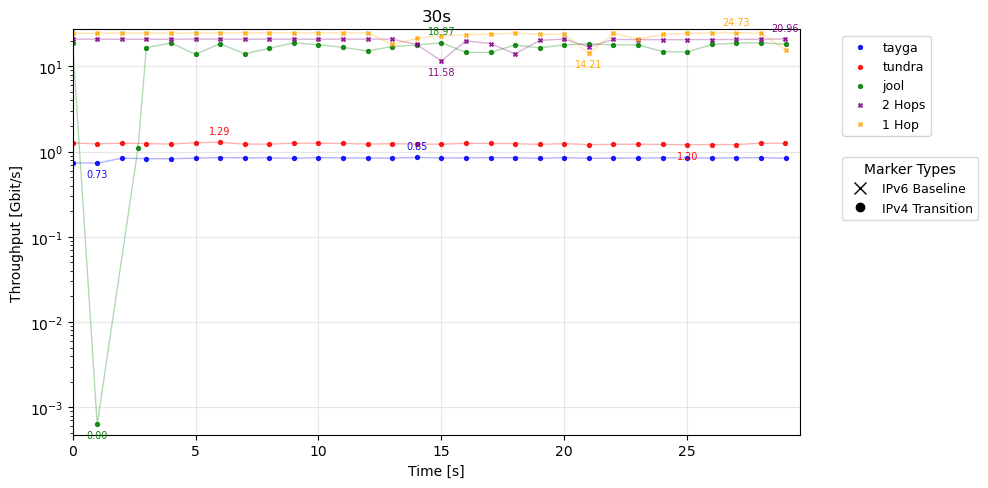 30s
24.73
20.96
18.97
14.21
11.58
1.29
0.85
1.20
0.73
0.00
10¹
10⁰
10⁻¹
10⁻²
10⁻³
Throughput [Gbit/s]
0 5 10 15 20 25
Time [s]
tayga
tundra
jool
2 Hops
1 Hop
Marker Types
IPv6 Baseline
IPv4 Transition